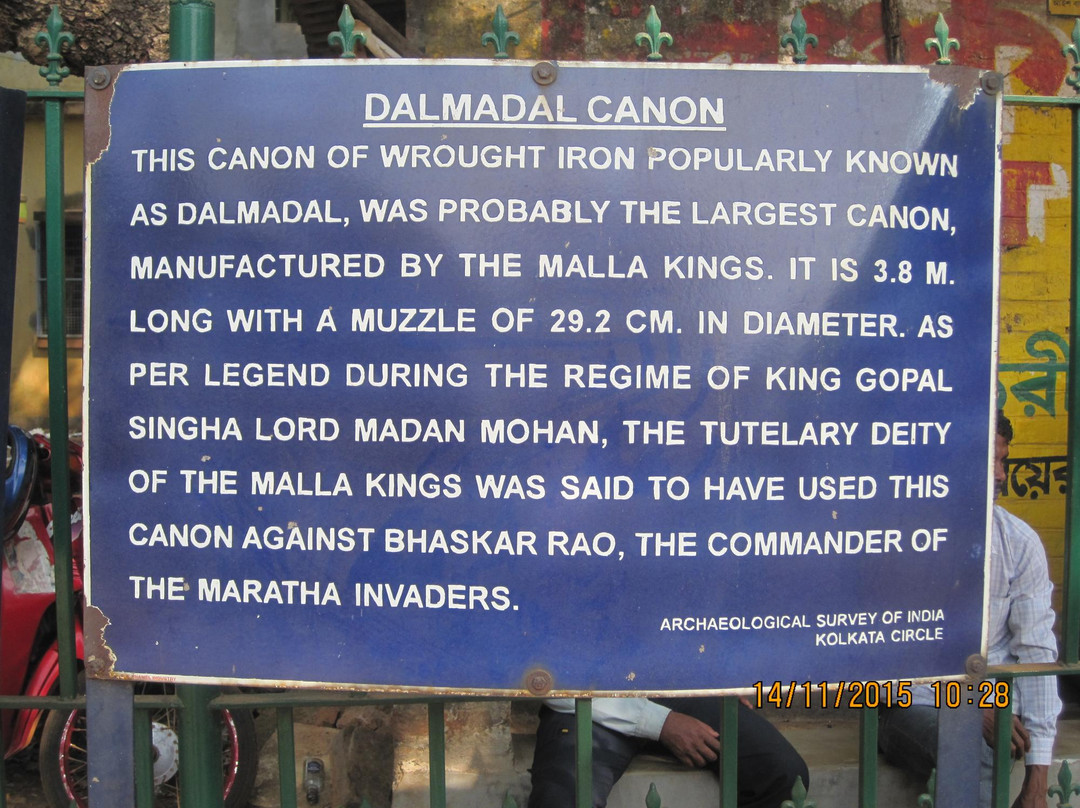 DALMADAL CANON
THIS CANON OF WROUGHT IRON POPULARLY KNOWN
AS DALMADAL, WAS PROBABLY THE LARGEST CANON,
MANUFACTURED BY THE MALLA KINGS. IT IS 3.8 M.
LONG WITH A MUZZLE OF 29.2 CM. IN DIAMETER. AS
PER LEGEND DURING THE REGIME OF KING GOPAL
SINGHA LORD MADAN MOHAN, THE TUTELARY DEITY
OF THE MALLA KINGS WAS SAID TO HAVE USED THIS
CANON AGAINST BHASKAR RAO, THE COMMANDER OF
THE MARATHA INVADERS.
ARCHAEOLOGICAL SURVEY OF INDIA
KOLKATA CIRCLE
14/11/2015 10:28